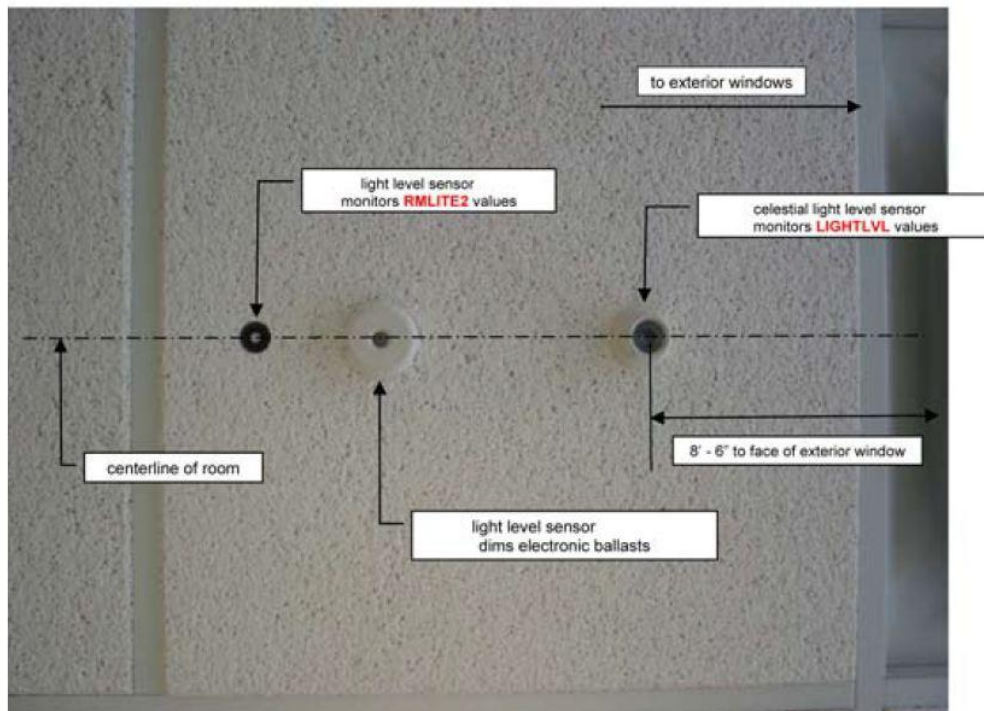 to exterior windows
light level sensor
monitors RMLITE2 values
celestial light level sensor
monitors LIGHTLVL values
8' - 6" to face of exterior window
centerline of room
light level sensor
dims electronic ballasts